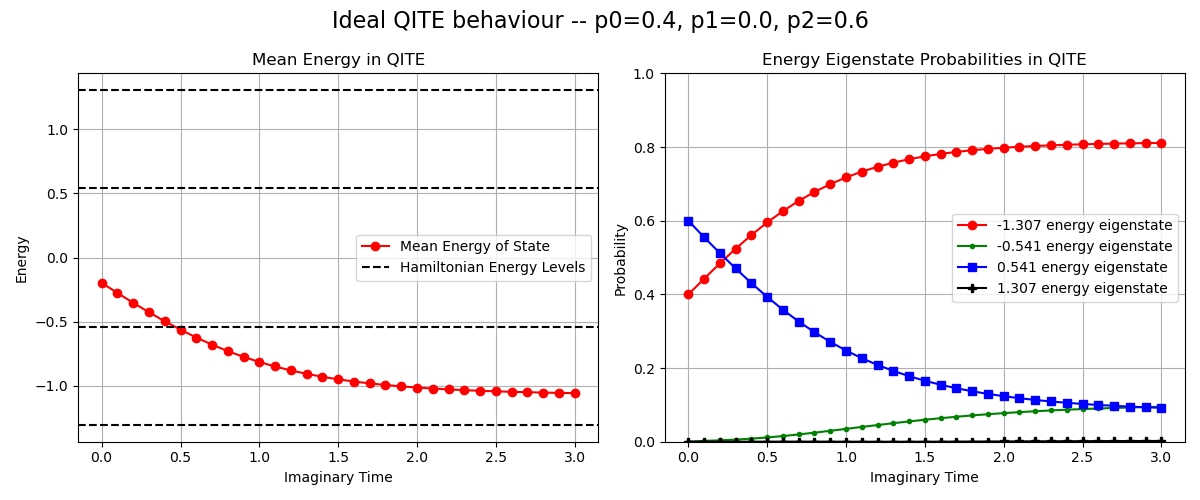 Ideal QITE behaviour -- p0=0.4, p1=0.0, p2=0.6
Mean Energy in QITE
Energy
1.0
0.5
0.0
−0.5
−1.0
Mean Energy of State
Hamiltonian Energy Levels
0.0 0.5 1.0 1.5 2.0 2.5 3.0
Imaginary Time
Energy Eigenstate Probabilities in QITE
Probability
1.0
0.8
0.6
0.4
0.2
0.0
-1.307 energy eigenstate
-0.541 energy eigenstate
0.541 energy eigenstate
1.307 energy eigenstate
0.0 0.5 1.0 1.5 2.0 2.5 3.0
Imaginary Time